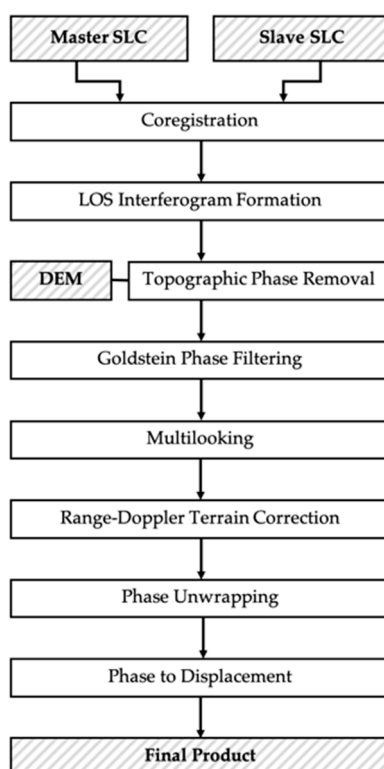 Master SLC
Slave SLC
Coregistration
LOS Interferogram Formation
DEM
Topographic Phase Removal
Goldstein Phase Filtering
Multilooking
Range-Doppler Terrain Correction
Phase Unwrapping
Phase to Displacement
Final Product